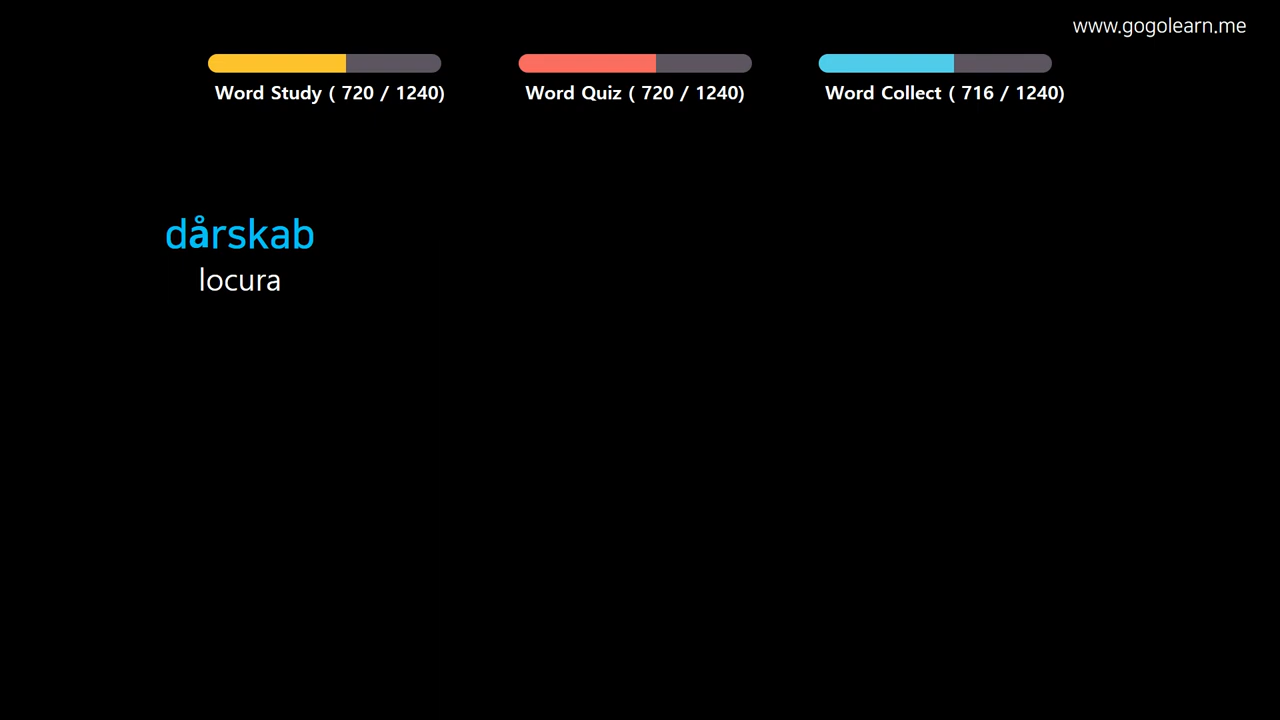 www.gogolearn.me
Word Study ( 720 / 1240)
Word Quiz ( 720 / 1240)
Word Collect ( 716 / 1240)
dårskab
locura